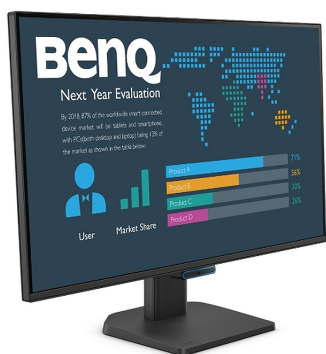 BenQ
Next Year Evaluation
By 2018, 87% of the worldwide smart connected
device market will be tablets and smartphone,
with PCs(both desktop and laptop) taking 13% of
the market as shown in the table below.
Product A 71%
Product B 56%
Product C 30%
Product D 26%
User Market Share